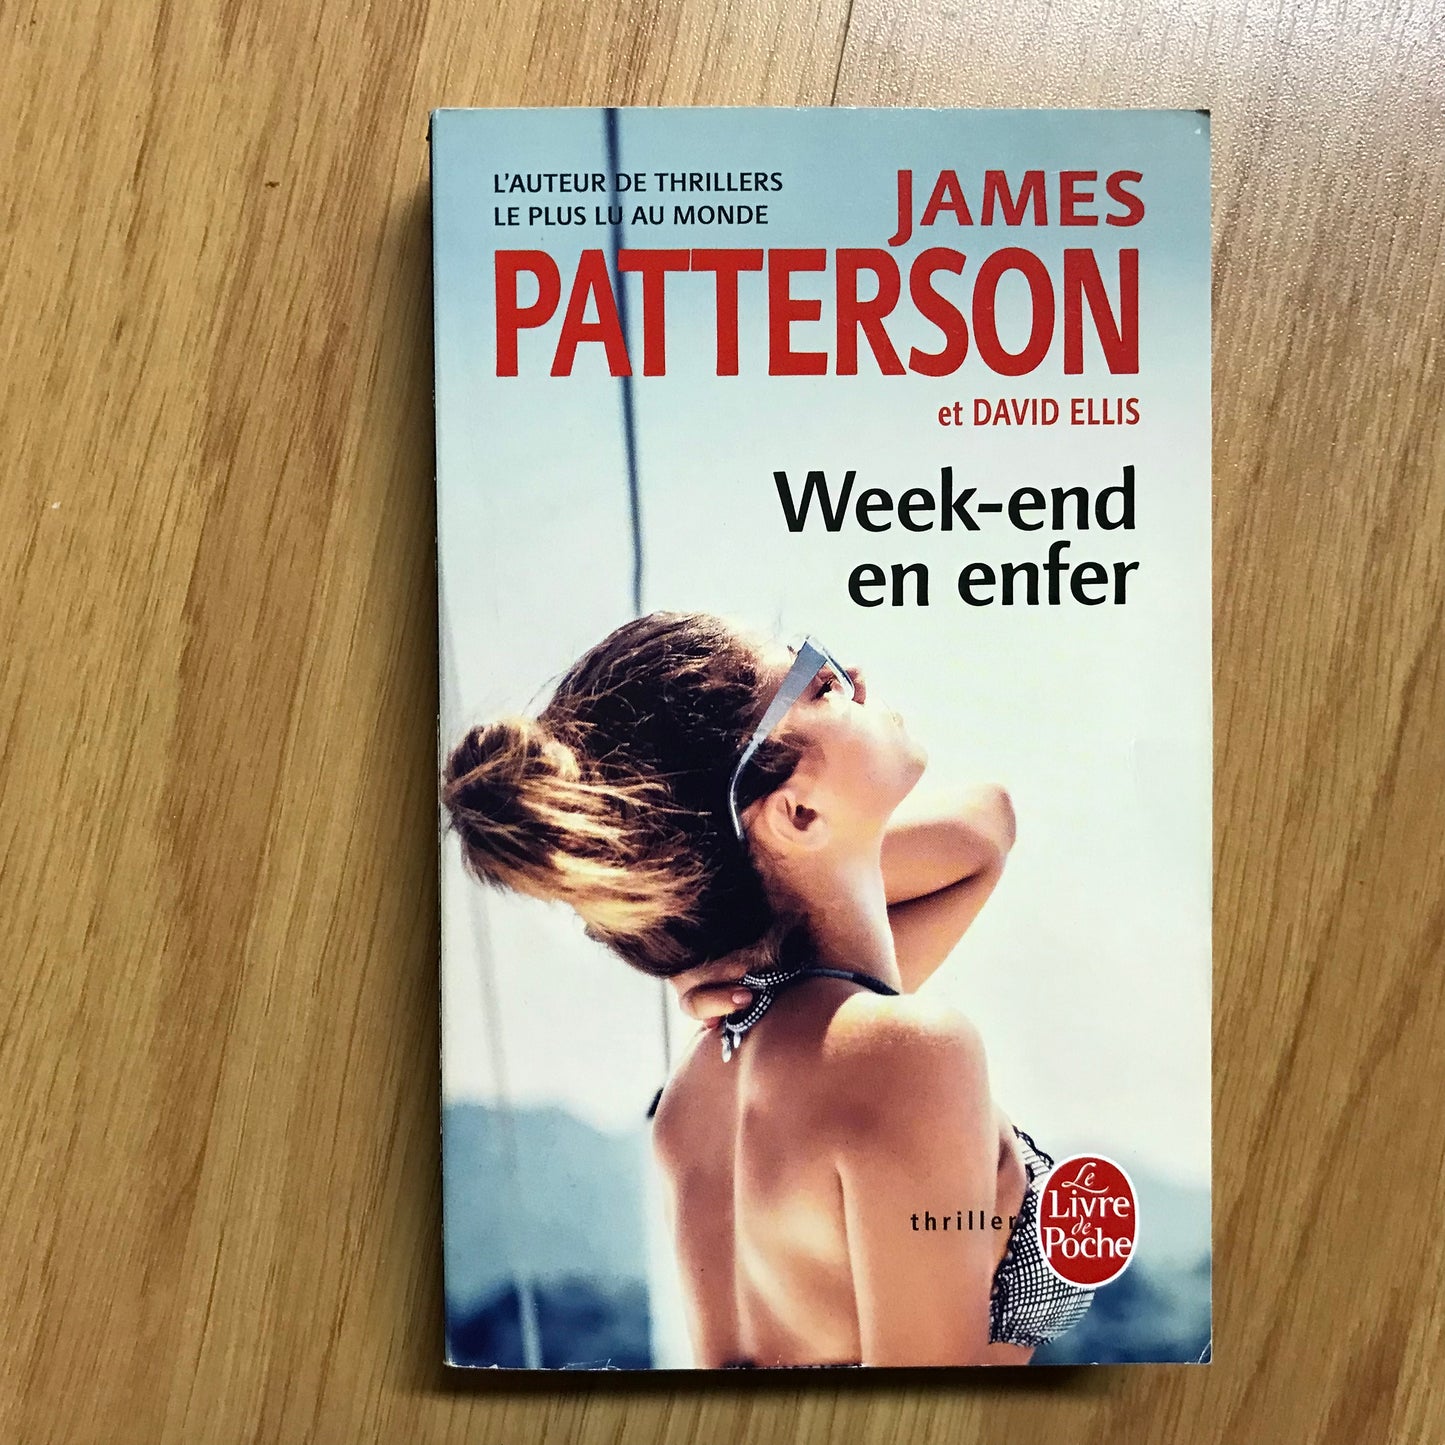 L'AUTEUR DE THRILLERS
LE PLUS LU AU MONDE
JAMES
PATTERSON
et DAVID ELLIS
Week-end
en enfer
thriller
Le
Livre
de
Poche